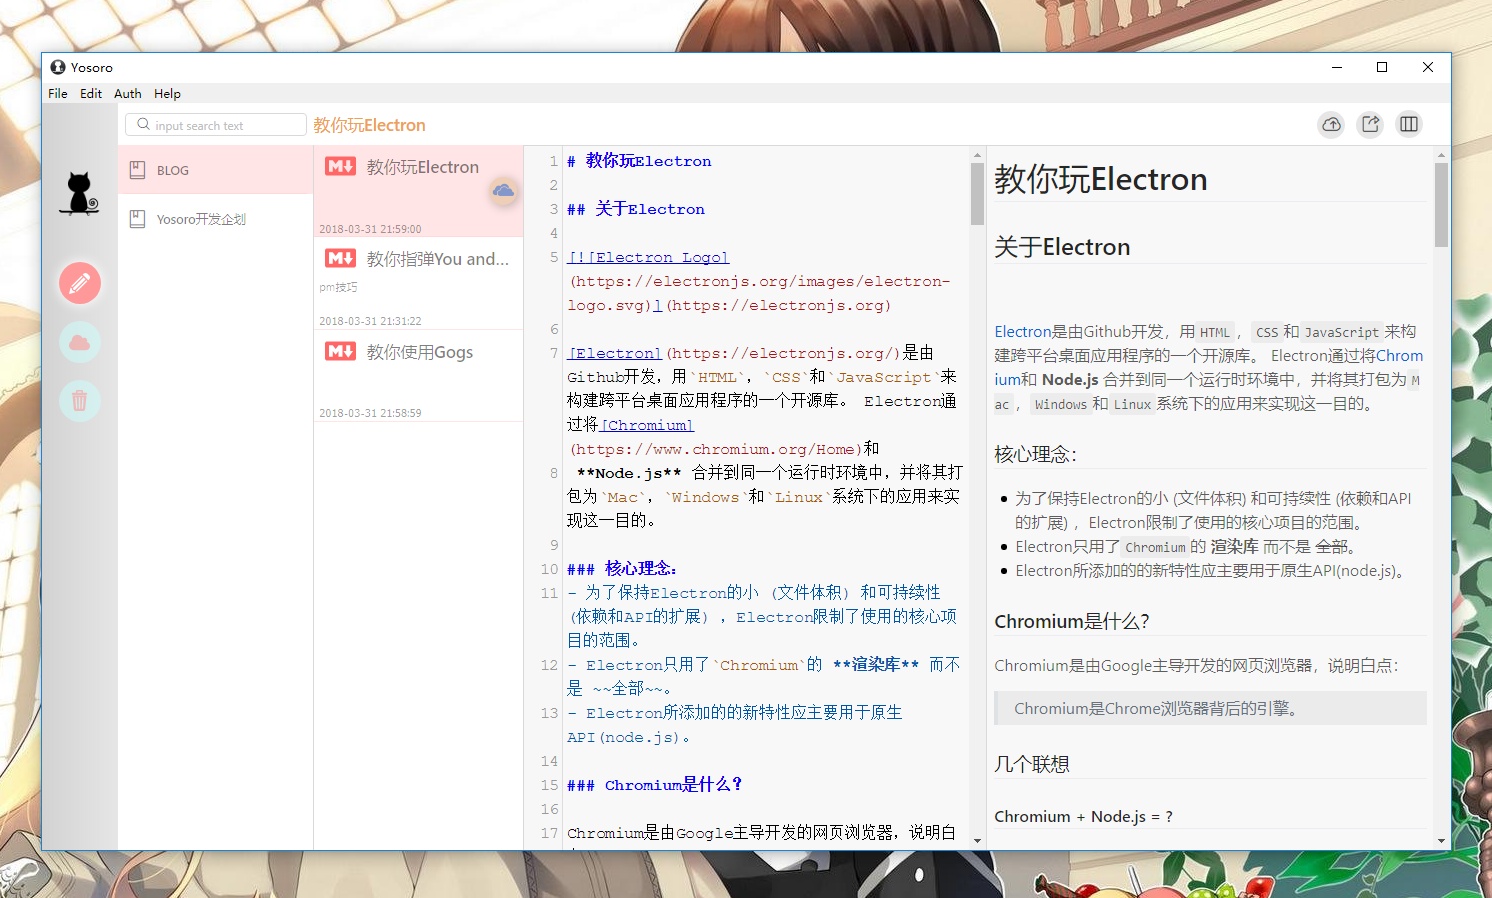 Yosoro
File Edit Auth Help
input search text
教你玩Electron
BLOG
Yosoro开发企划
教你玩Electron
2018-03-31 21:59:00
教你指弹You and...
pm技巧
2018-03-31 21:31:22
教你使用Gogs
2018-03-31 21:58:59
1 # 教你玩Electron
2
3 ## 关于Electron
4
5 [![Electron Logo]
(https://electronjs.org/images/electron-
logo.svg)](https://electronjs.org)
6
7 [Electron](https://electronjs.org/)是由
Github开发，用`HTML`，`CSS`和`JavaScript`来
构建跨平台桌面应用程序的一个开源库。 Electron通
过将[Chromium]
(https://www.chromium.org/Home)和
8 **Node.js** 合并到同一个运行时环境中，并将其打
包为`Mac`，`Windows`和`Linux`系统下的应用来实
现这一目的。
9
10 ### 核心理念：
11 - 为了保持Electron的小 (文件体积) 和可持续性
(依赖和API的扩展) ，Electron限制了使用的核心项
目的范围。
12 - Electron只用了`Chromium`的 **渲染库** 而不
是 ~~全部~~。
13 - Electron所添加的的新特性应主要用于原生
API(node.js)。
14
15 ### Chromium是什么？
16
17 Chromium是由Google主导开发的网页浏览器，说明白
教你玩Electron
关于Electron
Electron是由Github开发，用 HTML ， CSS 和 JavaScript 来构
建跨平台桌面应用程序的一个开源库。 Electron通过将Chrom
ium和 Node.js 合并到同一个运行时环境中，并将其打包为 M
ac ， Windows 和 Linux 系统下的应用来实现这一目的。
核心理念：
为了保持Electron的小 (文件体积) 和可持续性 (依赖和API
的扩展) ，Electron限制了使用的核心项目的范围。
Electron只用了 Chromium 的 渲染库 而不是 全部。
Electron所添加的的新特性应主要用于原生API(node.js)。
Chromium是什么？
Chromium是由Google主导开发的网页浏览器，说明白点：
Chromium是Chrome浏览器背后的引擎。
几个联想
Chromium + Node.js = ?